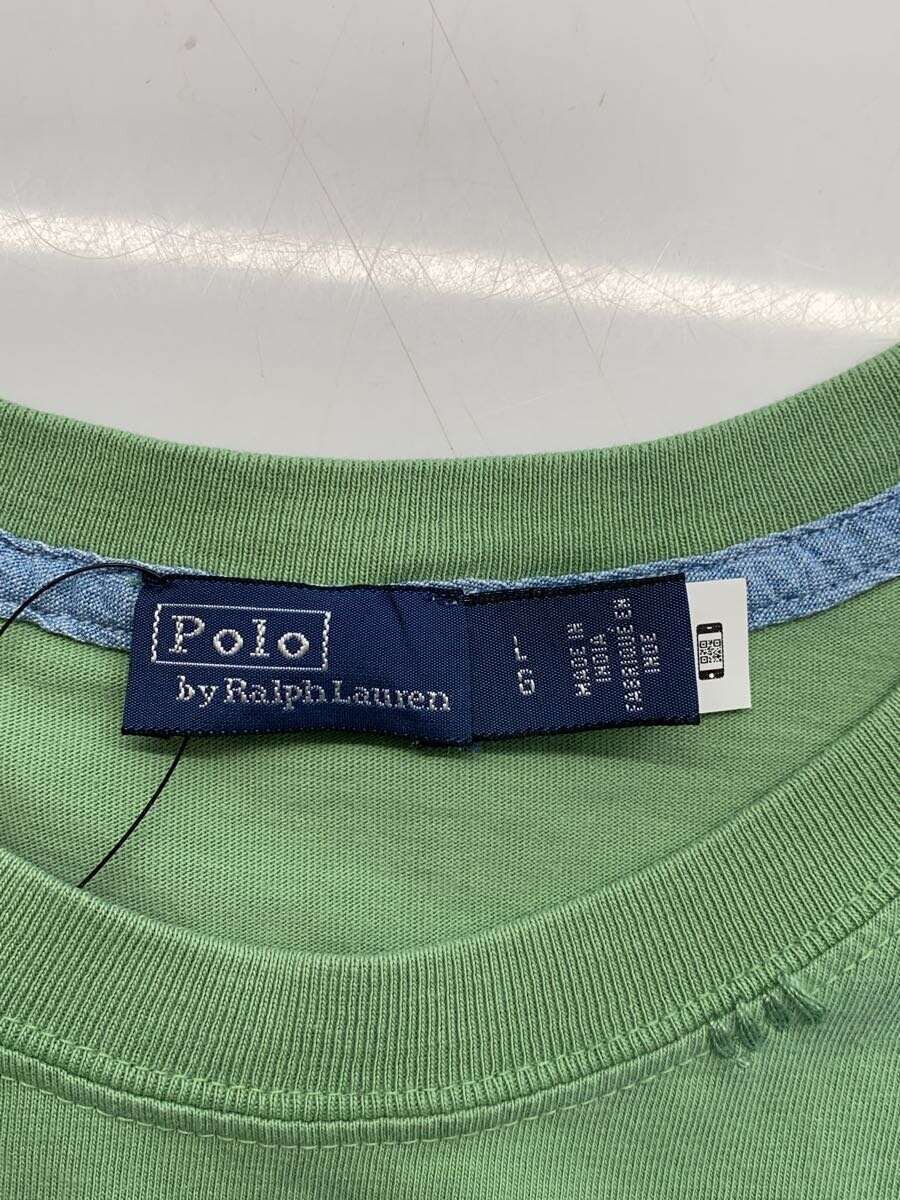 Polo
by Ralph Lauren
L
G
MADE IN
INDIA
FABRIQUÉ EN
INDE